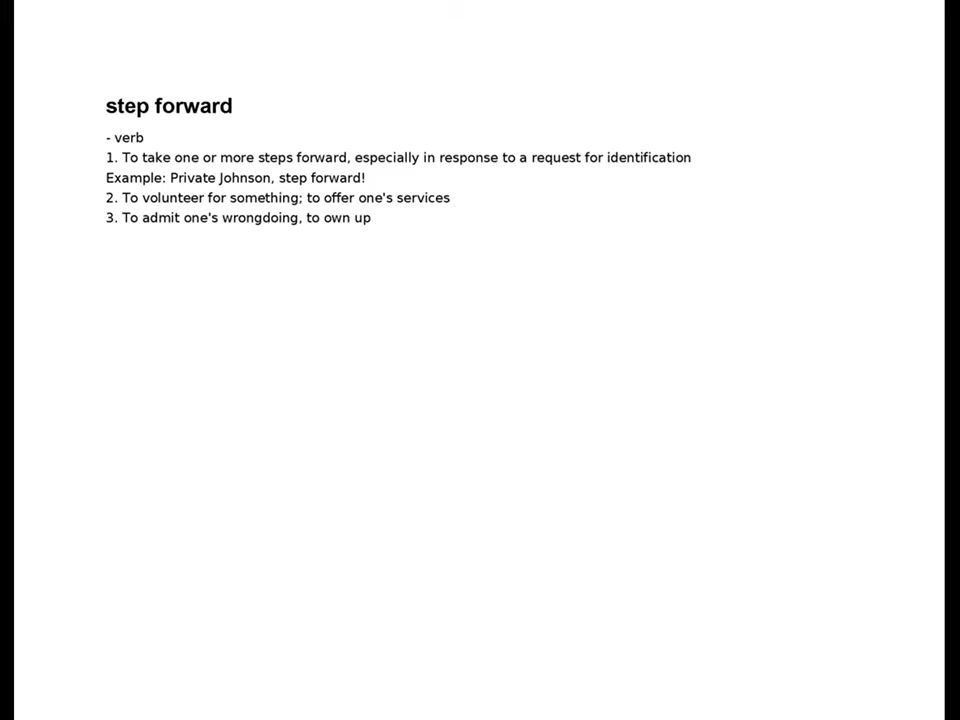 step forward
- verb
1. To take one or more steps forward, especially in response to a request for identification
Example: Private Johnson, step forward!
2. To volunteer for something; to offer one's services
3. To admit one's wrongdoing, to own up